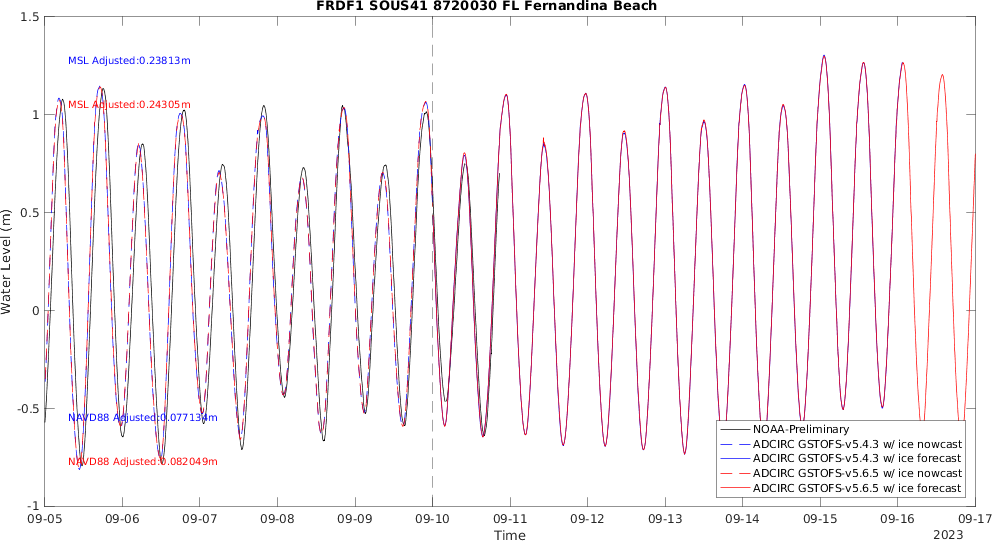 FRDF1 SOUS41 8720030 FL Fernandina Beach
1.5
MSL Adjusted:0.23813m
MSL Adjusted:0.24305m
1
0.5
Water Level (m)
0
-0.5
NAVD88 Adjusted:0.077134m
NAVD88 Adjusted:0.082049m
NOAA-Preliminary
ADCIRC GSTOFS-v5.4.3 w/ ice nowcast
ADCIRC GSTOFS-v5.4.3 w/ ice forecast
ADCIRC GSTOFS-v5.6.5 w/ ice nowcast
ADCIRC GSTOFS-v5.6.5 w/ ice forecast
-1
09-05 09-06 09-07 09-08 09-09 09-10 09-11 09-12 09-13 09-14 09-15 09-16 09-17
Time
2023